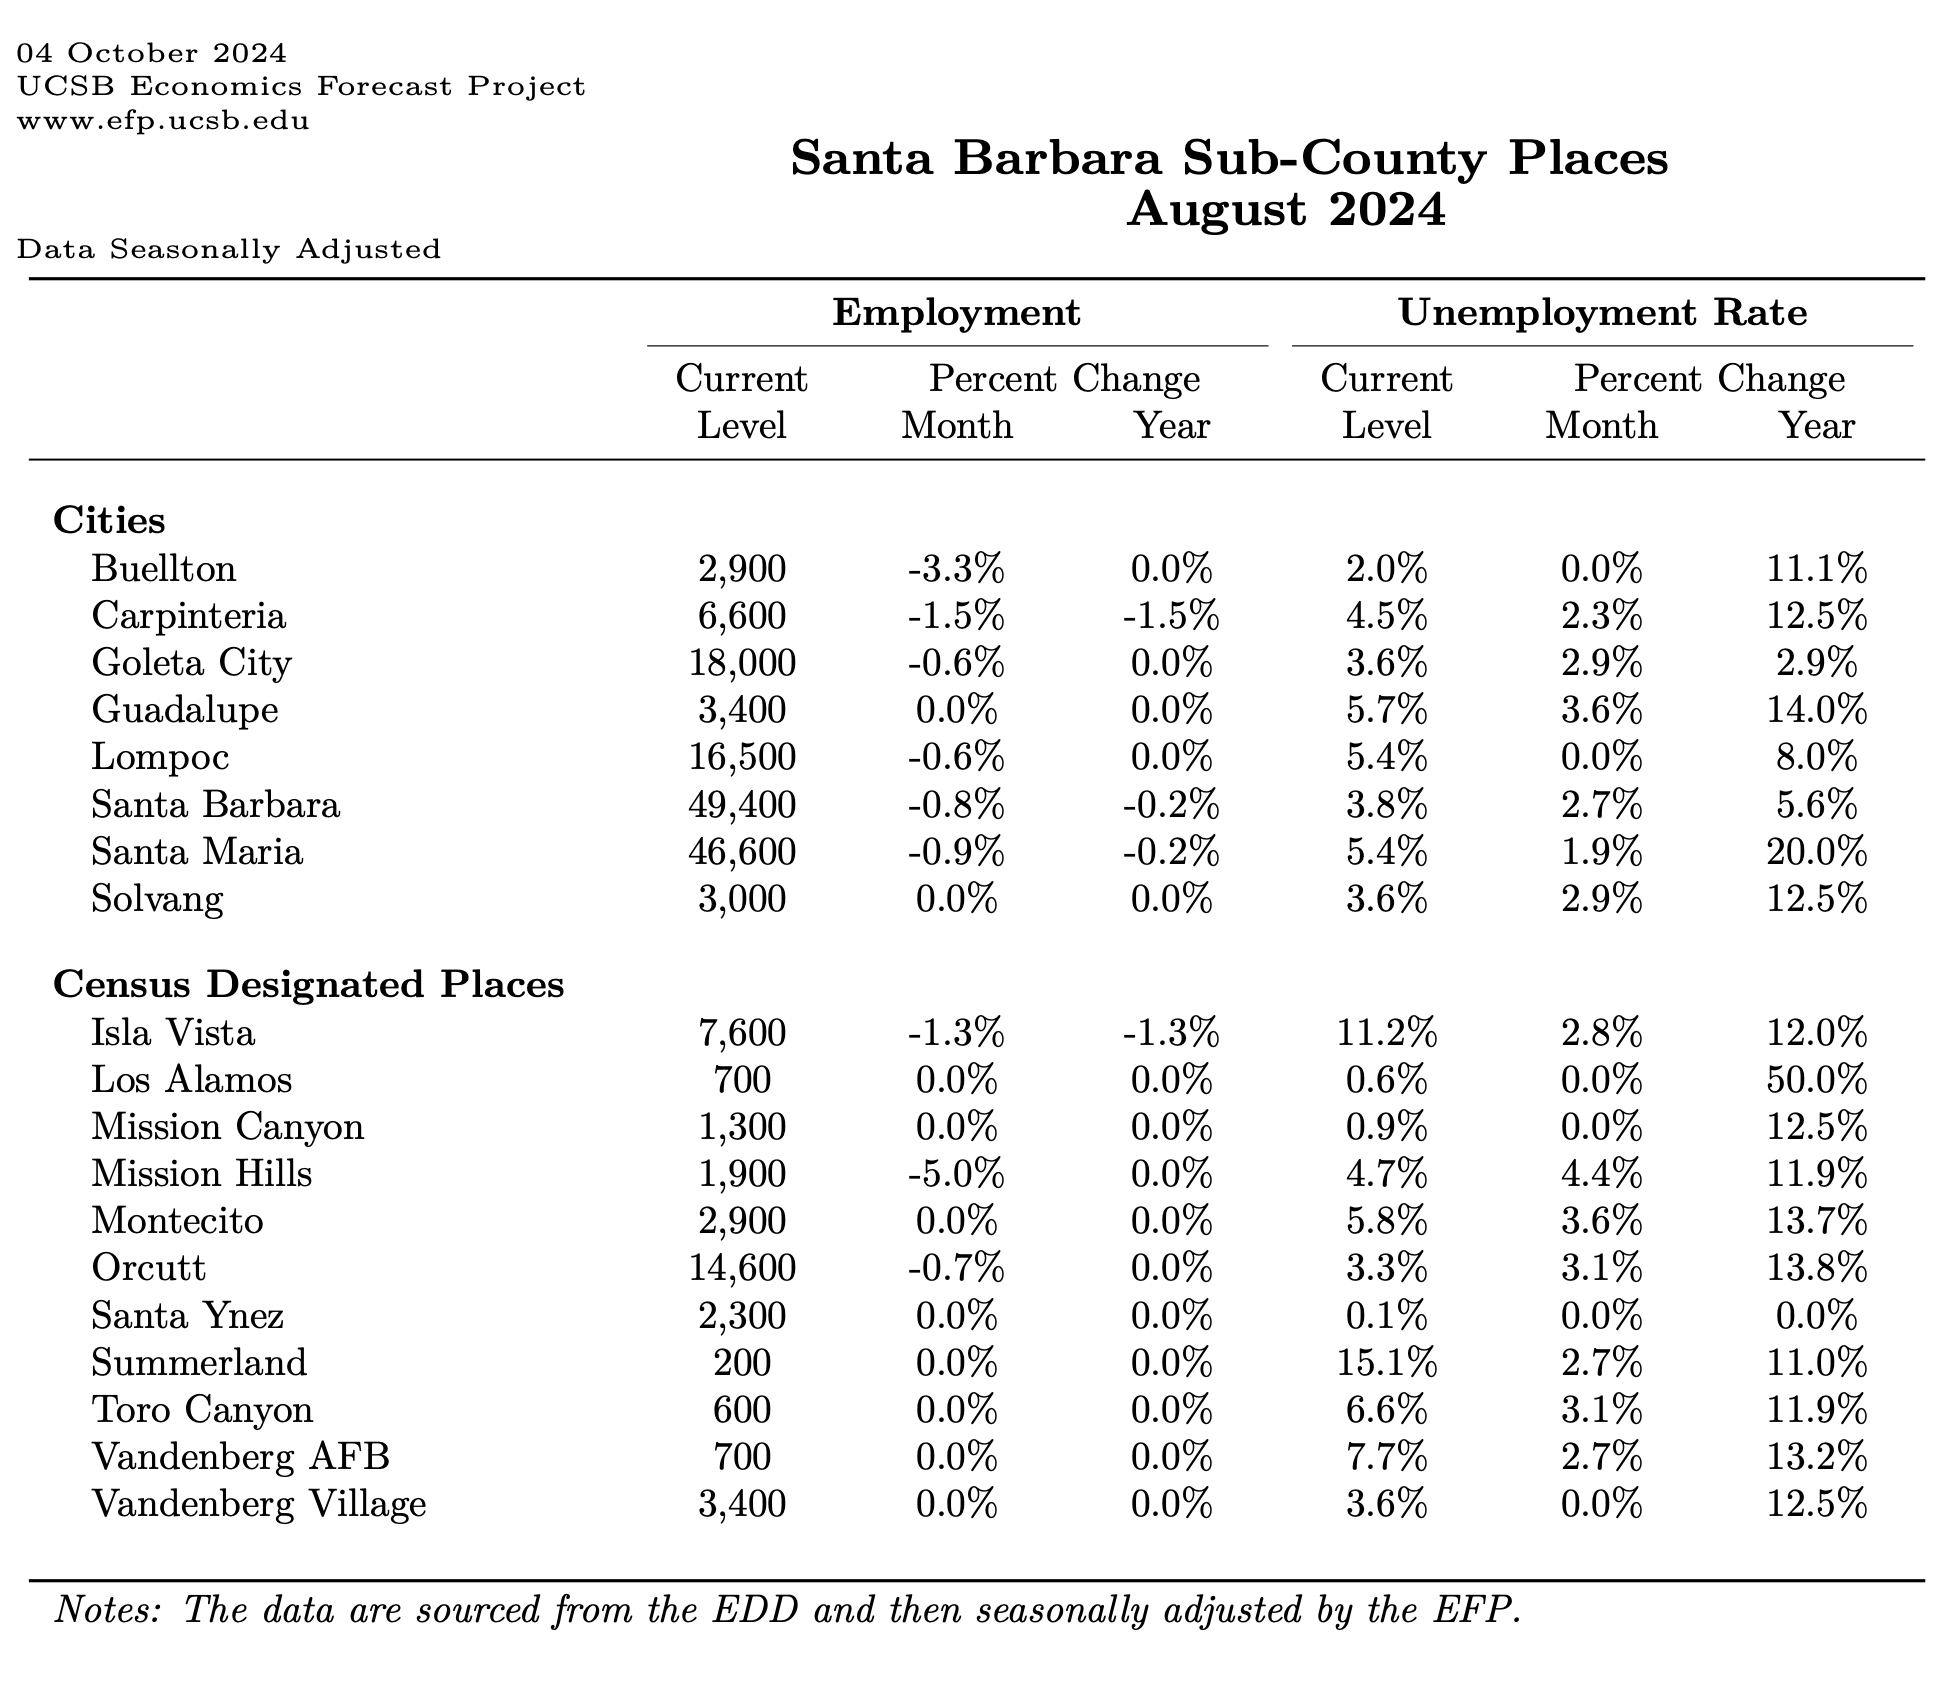 04 October 2024
UCSB Economics Forecast Project
www.efp.ucsb.edu
Santa Barbara Sub-County Places
August 2024
Data Seasonally Adjusted
Employment Unemployment Rate
Current Percent Change Current Percent Change
Level Month Year Level Month Year
Cities
Buellton 2,900 -3.3% 0.0% 2.0% 0.0% 11.1%
Carpinteria 6,600 -1.5% -1.5% 4.5% 2.3% 12.5%
Goleta City 18,000 -0.6% 0.0% 3.6% 2.9% 2.9%
Guadalupe 3,400 0.0% 0.0% 5.7% 3.6% 14.0%
Lompoc 16,500 -0.6% 0.0% 5.4% 0.0% 8.0%
Santa Barbara 49,400 -0.8% -0.2% 3.8% 2.7% 5.6%
Santa Maria 46,600 -0.9% -0.2% 5.4% 1.9% 20.0%
Solvang 3,000 0.0% 0.0% 3.6% 2.9% 12.5%
Census Designated Places
Isla Vista 7,600 -1.3% -1.3% 11.2% 2.8% 12.0%
Los Alamos 700 0.0% 0.0% 0.6% 0.0% 50.0%
Mission Canyon 1,300 0.0% 0.0% 0.9% 0.0% 12.5%
Mission Hills 1,900 -5.0% 0.0% 4.7% 4.4% 11.9%
Montecito 2,900 0.0% 0.0% 5.8% 3.6% 13.7%
Orcutt 14,600 -0.7% 0.0% 3.3% 3.1% 13.8%
Santa Ynez 2,300 0.0% 0.0% 0.1% 0.0% 0.0%
Summerland 200 0.0% 0.0% 15.1% 2.7% 11.0%
Toro Canyon 600 0.0% 0.0% 6.6% 3.1% 11.9%
Vandenberg AFB 700 0.0% 0.0% 7.7% 2.7% 13.2%
Vandenberg Village 3,400 0.0% 0.0% 3.6% 0.0% 12.5%
Notes: The data are sourced from the EDD and then seasonally adjusted by the EFP.